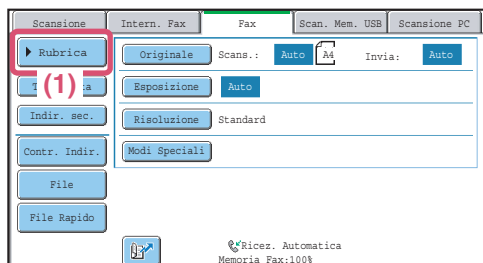 Scansione Intern. Fax Fax Scan. Mem. USB Scansione PC
Rubrica Originale Scans.: Auto A4 Invia: Auto
(1) Esposizione Auto
Indir. sec. Risoluzione Standard
Contr. Indir. Modi Speciali
File
File Rapido
Ricez. Automatica
Memoria Fax:100%